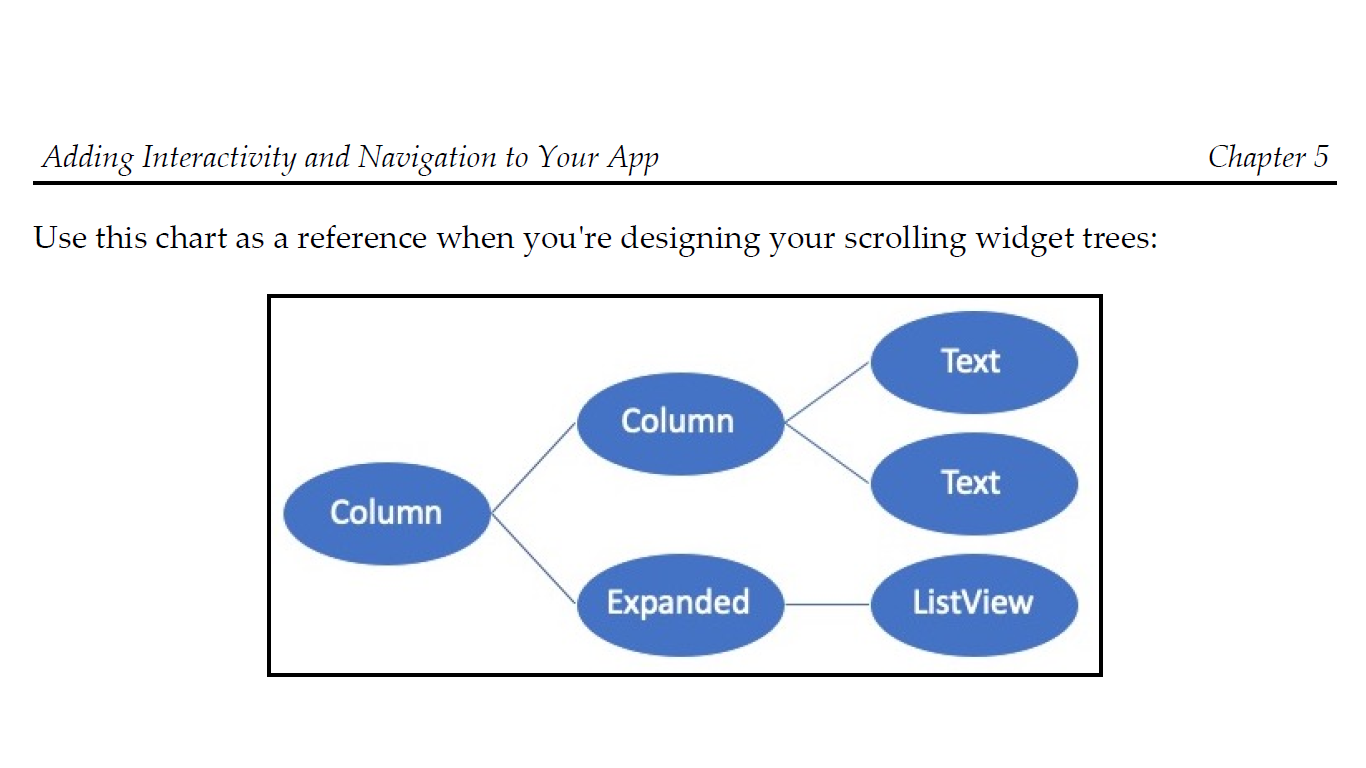 Adding Interactivity and Navigation to Your App Chapter 5
Use this chart as a reference when you're designing your scrolling widget trees:
Text
Column
Text
Column
Expanded
ListView